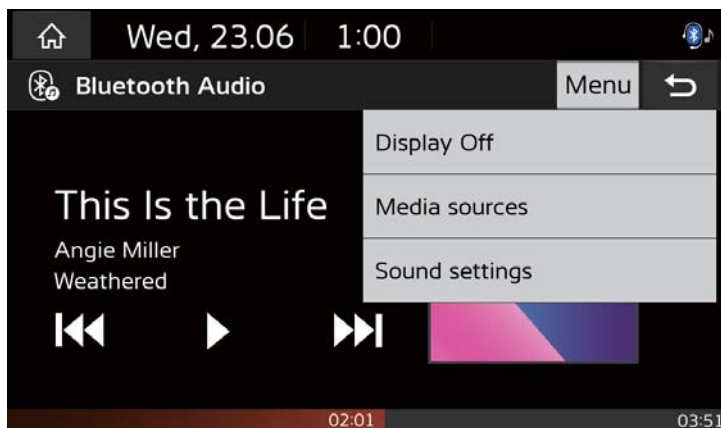 Wed, 23.06 1:00
Bluetooth Audio Menu
Display Off
This Is the Life
Media sources
Angie Miller
Weathered
Sound settings
02:01 03:51